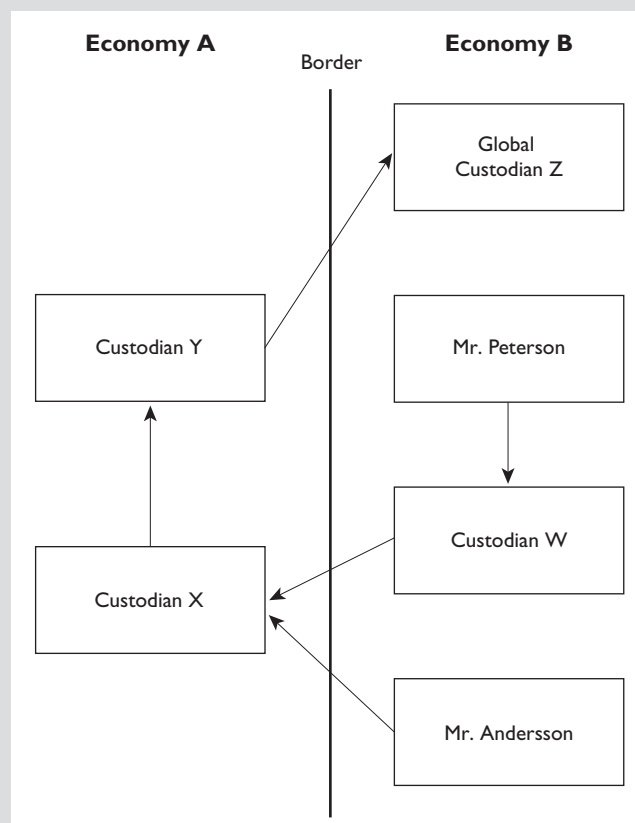 Economy A
Economy B
Border
Global
Custodian Z
Custodian Y
Mr. Peterson
Custodian W
Custodian X
Mr. Andersson